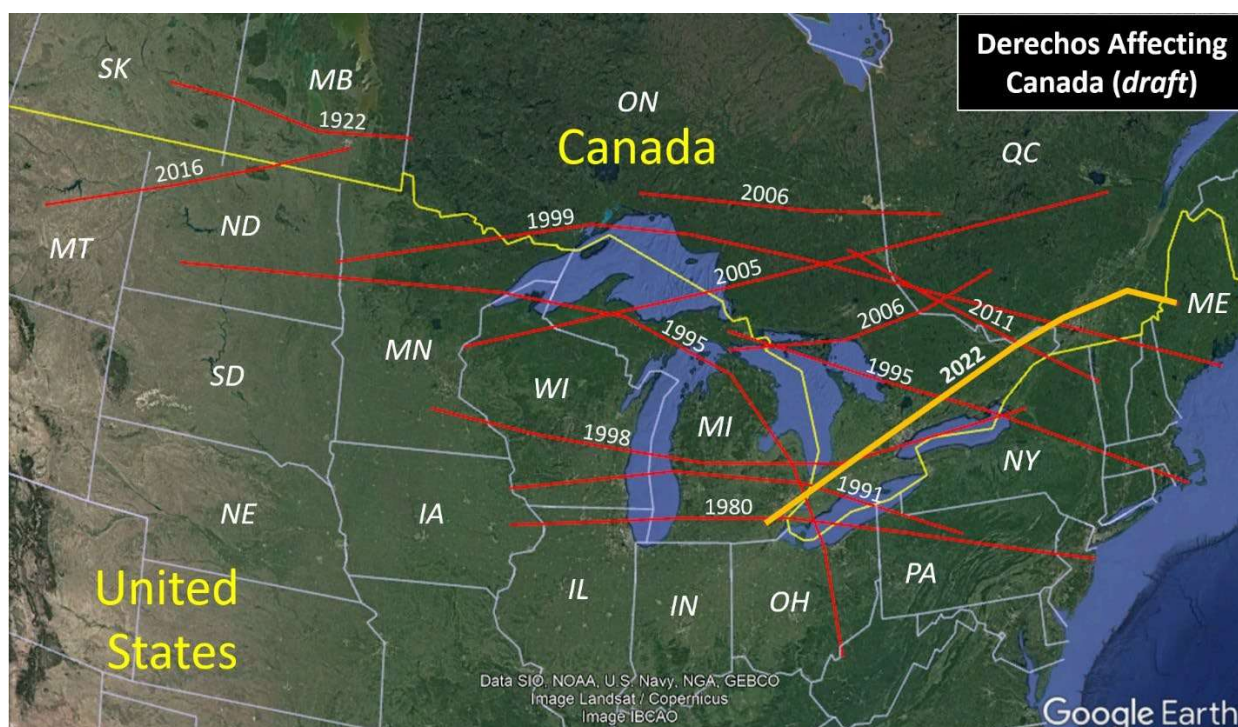 Derechos Affecting
Canada (draft)
SK
MB
ON
QC
1922
Canada
2016
2006
ND
1999
MT
2005
2006
2011
ME
1995
MN
2022
1995
SD
WI
MI
1998
NY
1991
1980
NE
IA
PA
IL
IN
OH
United
States
Data SIO, NOAA, U.S. Navy, NGA, GEBCO
Image Landsat / Copernicus
Image IBCAO
Google Earth